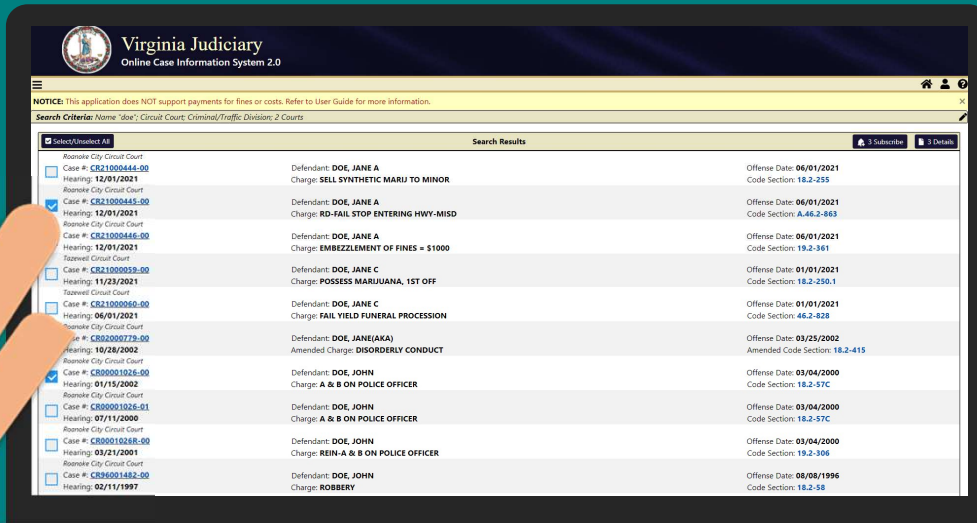 Virginia Judiciary
Online Case Information System 2.0
NOTICE: This application does NOT support payments for fines or costs. Refer to User Guide for more information.
Search Criteria: Name "doe"; Circuit Court; Criminal/Traffic Division; 2 Courts
Select/Unselect All Search Results 3 Subscribe 3 Details
Roanoke City Circuit Court
Case #: CR21000444-00 Defendant: DOE, JANE A Offense Date: 06/01/2021
Hearing: 12/01/2021 Charge: SELL SYNTHETIC MARIJ TO MINOR Code Section: 18.2-255
Roanoke City Circuit Court
Case #: CR21000445-00 Defendant: DOE, JANE A Offense Date: 06/01/2021
Hearing: 12/01/2021 Charge: RD-FAIL STOP ENTERING HWY-MISD Code Section: A.46.2-863
Roanoke City Circuit Court
Case #: CR21000446-00 Defendant: DOE, JANE A Offense Date: 06/01/2021
Hearing: 12/01/2021 Charge: EMBEZZLEMENT OF FINES = $1000 Code Section: 19.2-361
Tazewell Circuit Court
Case #: CR21000059-00 Defendant: DOE, JANE C Offense Date: 01/01/2021
Hearing: 11/23/2021 Charge: POSSESS MARIJUANA, 1ST OFF Code Section: 18.2-250.1
Tazewell Circuit Court
Case #: CR21000060-00 Defendant: DOE, JANE C Offense Date: 01/01/2021
Hearing: 06/01/2021 Charge: FAIL YIELD FUNERAL PROCESSION Code Section: 46.2-828
Roanoke City Circuit Court
#: CR02000779-00 Defendant: DOE, JANE(AKA) Offense Date: 03/25/2002
Hearing: 10/28/2002 Amended Charge: DISORDERLY CONDUCT Amended Code Section: 18.2-415
Roanoke City Circuit Court
Case #: CR00001026-00 Defendant: DOE, JOHN Offense Date: 03/04/2000
Hearing: 01/15/2002 Charge: A & B ON POLICE OFFICER Code Section: 18.2-57C
Roanoke City Circuit Court
Case #: CR00001026-01 Defendant: DOE, JOHN Offense Date: 03/04/2000
Hearing: 07/11/2000 Charge: A & B ON POLICE OFFICER Code Section: 18.2-57C
Roanoke City Circuit Court
Case #: CR0001026R-00 Defendant: DOE, JOHN Offense Date: 03/04/2000
Hearing: 03/21/2001 Charge: REIN-A & B ON POLICE OFFICER Code Section: 19.2-306
Roanoke City Circuit Court
Case #: CR96001482-00 Defendant: DOE, JOHN Offense Date: 08/08/1996
Hearing: 02/11/1997 Charge: ROBBERY Code Section: 18.2-58